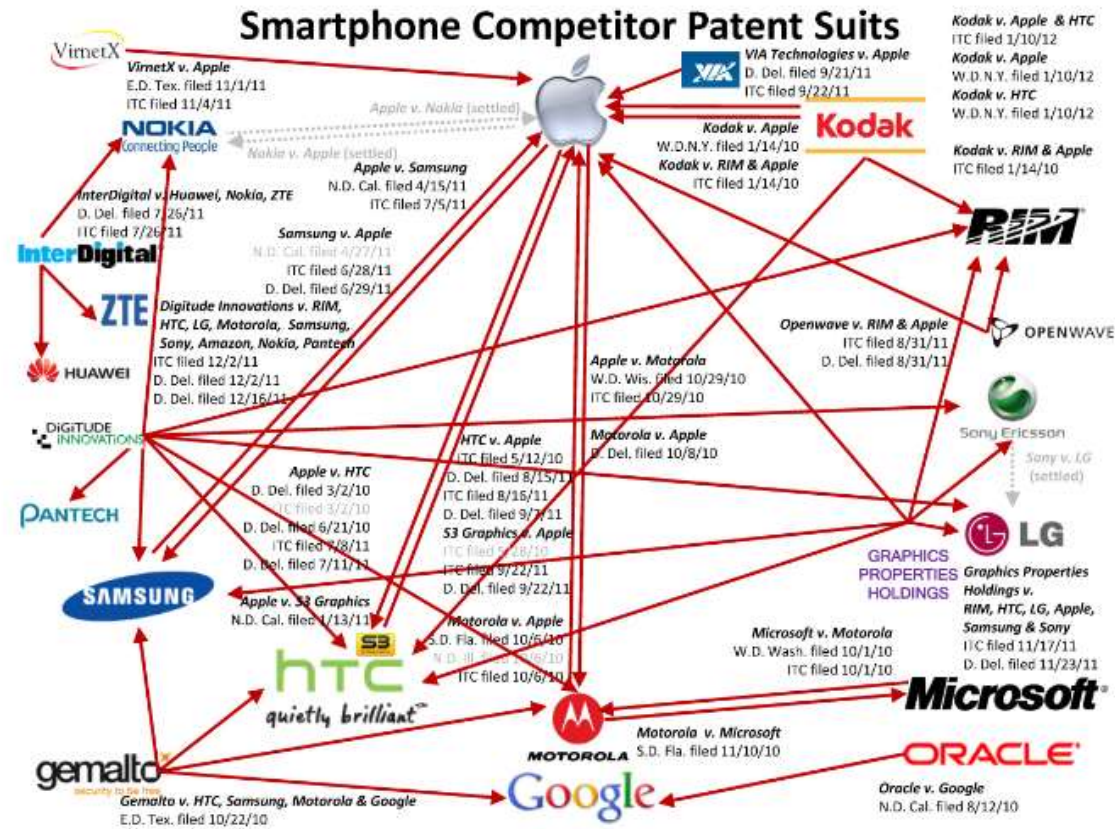 Smartphone Competitor Patent Suits
VirnetX
VirnetX v. Apple
E.D. Tex. filed 11/1/11
ITC filed 11/4/11
NOKIA
Connecting People
Apple v. Nokia (settled)
Nokia v. Apple (settled)
VIA
VIA Technologies v. Apple
D. Del. filed 9/21/11
ITC filed 9/22/11
Kodak v. Apple & HTC
ITC filed 1/10/12
Kodak v. Apple
W.D.N.Y. filed 1/10/12
Kodak v. HTC
W.D.N.Y. filed 1/10/12
Kodak v. RIM & Apple
ITC filed 1/14/10
Kodak
Kodak v. Apple
W.D.N.Y. filed 1/14/10
Kodak v. RIM & Apple
ITC filed 1/14/10
Apple v. Samsung
N.D. Cal. filed 4/15/11
ITC filed 7/5/11
InterDigital v. Huawei, Nokia, ZTE
D. Del. filed 7/26/11
ITC filed 7/26/11
InterDigital
Samsung v. Apple
N.D. Cal. filed 4/27/11
ITC filed 6/28/11
D. Del. filed 6/29/11
RIM
ZTE
HUAWEI
Digitude Innovations v. RIM,
HTC, LG, Motorola, Samsung,
Sony, Amazon, Nokia, Pantech
ITC filed 12/2/11
D. Del. filed 12/2/11
D. Del. filed 12/16/11
Openwave v. RIM & Apple
ITC filed 8/31/11
D. Del. filed 8/31/11
OPENWAVE
Apple v. Motorola
W.D. Wis. filed 10/29/10
ITC filed 10/29/10
Motorola v. Apple
D. Del. filed 10/8/10
Sony Ericsson
Sony v. LG
(settled)
DiGiTUDE
INNOVATIONS
HTC v. Apple
ITC filed 5/12/10
D. Del. filed 8/15/11
ITC filed 8/16/11
D. Del. filed 9/7/11
S3 Graphics v. Apple
ITC filed 5/28/10
ITC filed 9/22/11
D. Del. filed 9/22/11
Apple v. HTC
D. Del. filed 3/2/10
ITC filed 3/2/10
D. Del. filed 6/21/10
ITC filed 7/8/11
D. Del. filed 7/11/11
PANTECH
LG
GRAPHICS
PROPERTIES
HOLDINGS
Graphics Properties
Holdings v.
RIM, HTC, LG, Apple,
Samsung & Sony
ITC filed 11/17/11
D. Del. filed 11/23/11
SAMSUNG
Apple v. S3 Graphics
N.D. Cal. filed 1/13/11
S3
Motorola v. Apple
S.D. Fla. filed 10/6/10
N.D. Ill. filed 10/6/10
ITC filed 10/6/10
Microsoft v. Motorola
W.D. Wash. filed 10/1/10
ITC filed 10/1/10
Microsoft
hTC
quietly brilliant
MOTOROLA
Motorola v. Microsoft
S.D. Fla. filed 11/10/10
ORACLE
gemalto
security to be free
Google
Oracle v. Google
N.D. Cal. filed 8/12/10
Gemalto v. HTC, Samsung, Motorola & Google
E.D. Tex. filed 10/22/10